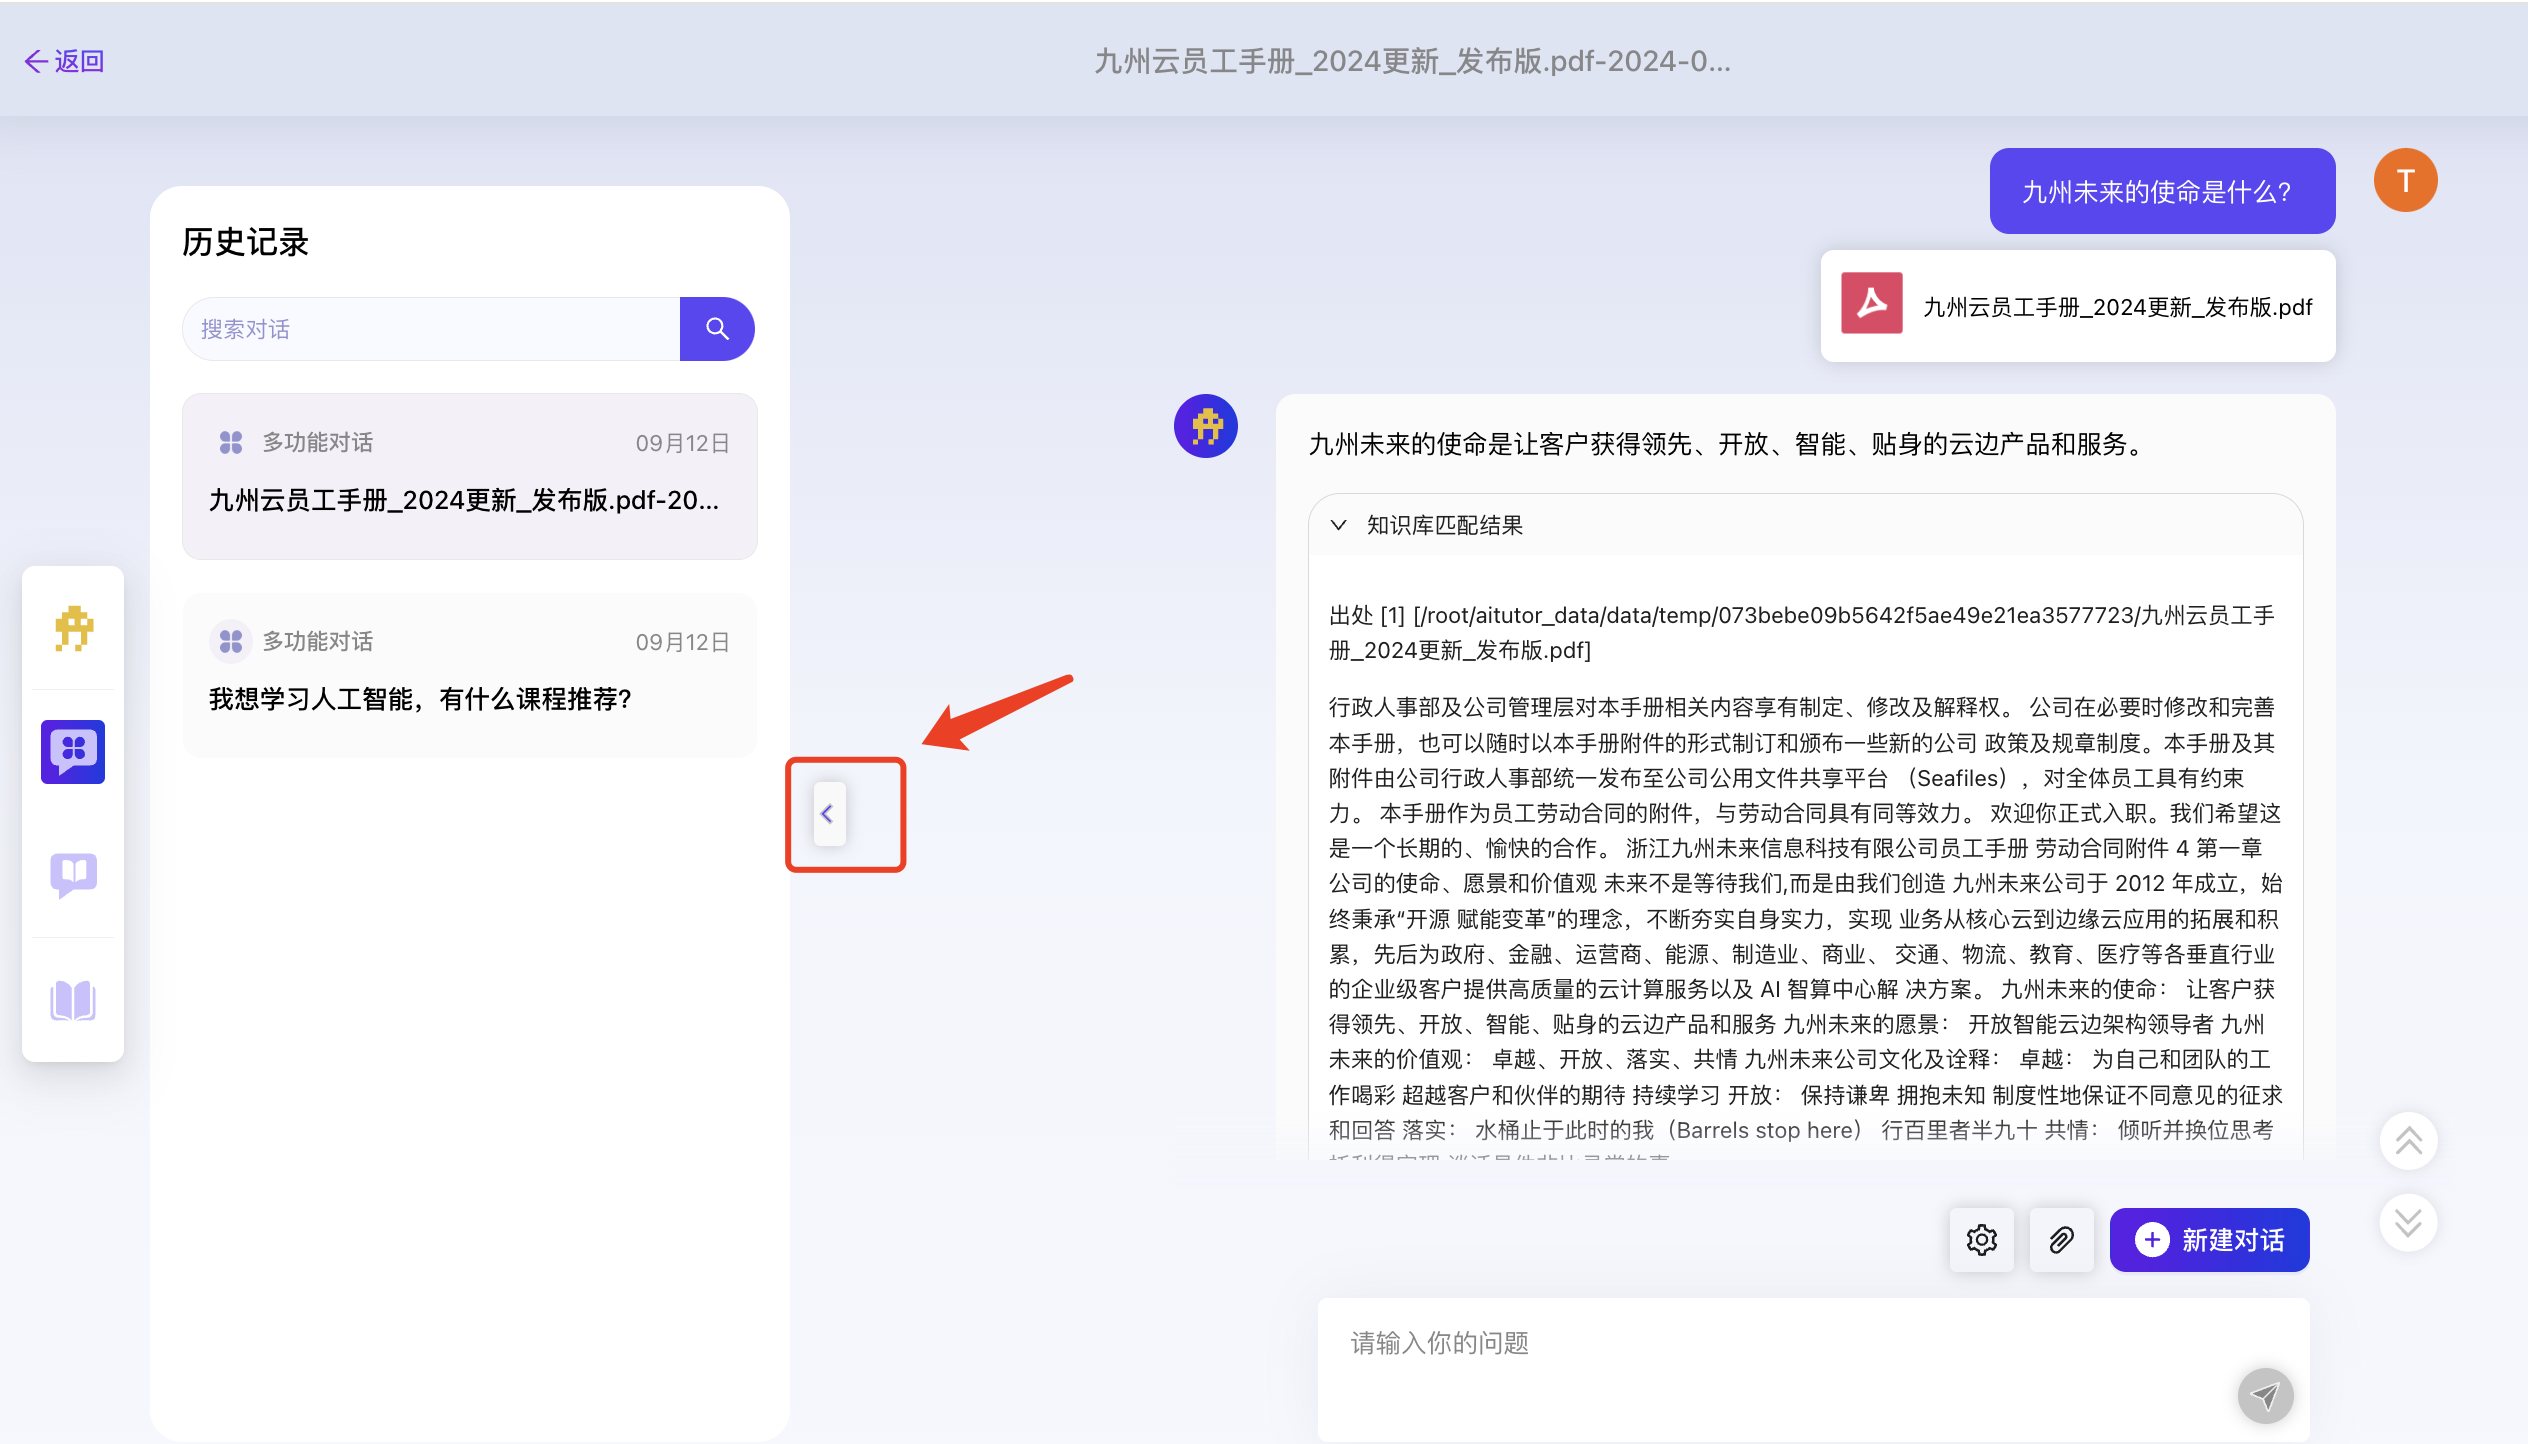 返回
九州云员工手册_2024更新_发布版.pdf-2024-0...
历史记录
搜索对话
多功能对话
09月12日
九州云员工手册_2024更新_发布版.pdf-20...
多功能对话
09月12日
我想学习人工智能，有什么课程推荐?
九州未来的使命是什么?
T
九州云员工手册_2024更新_发布版.pdf
九州未来的使命是让客户获得领先、开放、智能、贴身的云边产品和服务。
知识库匹配结果
出处 [1] [/root/aitutor_data/data/temp/073bebe09b5642f5ae49e21ea3577723/九州云员工手
册_2024更新_发布版.pdf]
行政人事部及公司管理层对本手册相关内容享有制定、修改及解释权。 公司在必要时修改和完善
本手册，也可以随时以本手册附件的形式制订和颁布一些新的公司 政策及规章制度。本手册及其
附件由公司行政人事部统一发布至公司公用文件共享平台 （Seafiles），对全体员工具有约束
力。 本手册作为员工劳动合同的附件，与劳动合同具有同等效力。 欢迎你正式入职。我们希望这
是一个长期的、愉快的合作。 浙江九州未来信息科技有限公司员工手册 劳动合同附件 4 第一章
公司的使命、愿景和价值观 未来不是等待我们,而是由我们创造 九州未来公司于 2012 年成立，始
终秉承“开源 赋能变革”的理念，不断夯实自身实力，实现 业务从核心云到边缘云应用的拓展和积
累，先后为政府、金融、运营商、能源、制造业、商业、 交通、物流、教育、医疗等各垂直行业
的企业级客户提供高质量的云计算服务以及 AI 智算中心解 决方案。 九州未来的使命： 让客户获
得领先、开放、智能、贴身的云边产品和服务 九州未来的愿景： 开放智能云边架构领导者 九州
未来的价值观： 卓越、开放、落实、共情 九州未来公司文化及诠释： 卓越： 为自己和团队的工
作喝彩 超越客户和伙伴的期待 持续学习 开放： 保持谦卑 拥抱未知 制度性地保证不同意见的征求
和回答 落实： 水桶止于此时的我（Barrels stop here） 行百里者半九十 共情： 倾听并换位思考
新建对话
请输入你的问题